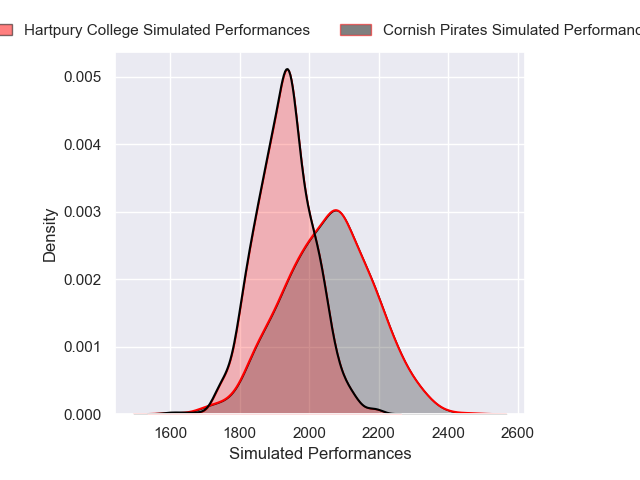 Hartpury College Simulated Performances
Cornish Pirates Simulated
0.005
0.004
0.003
0.002
0.001
0.000
Density
1600 1800 2000 2200 2400 2600
Simulated Performances